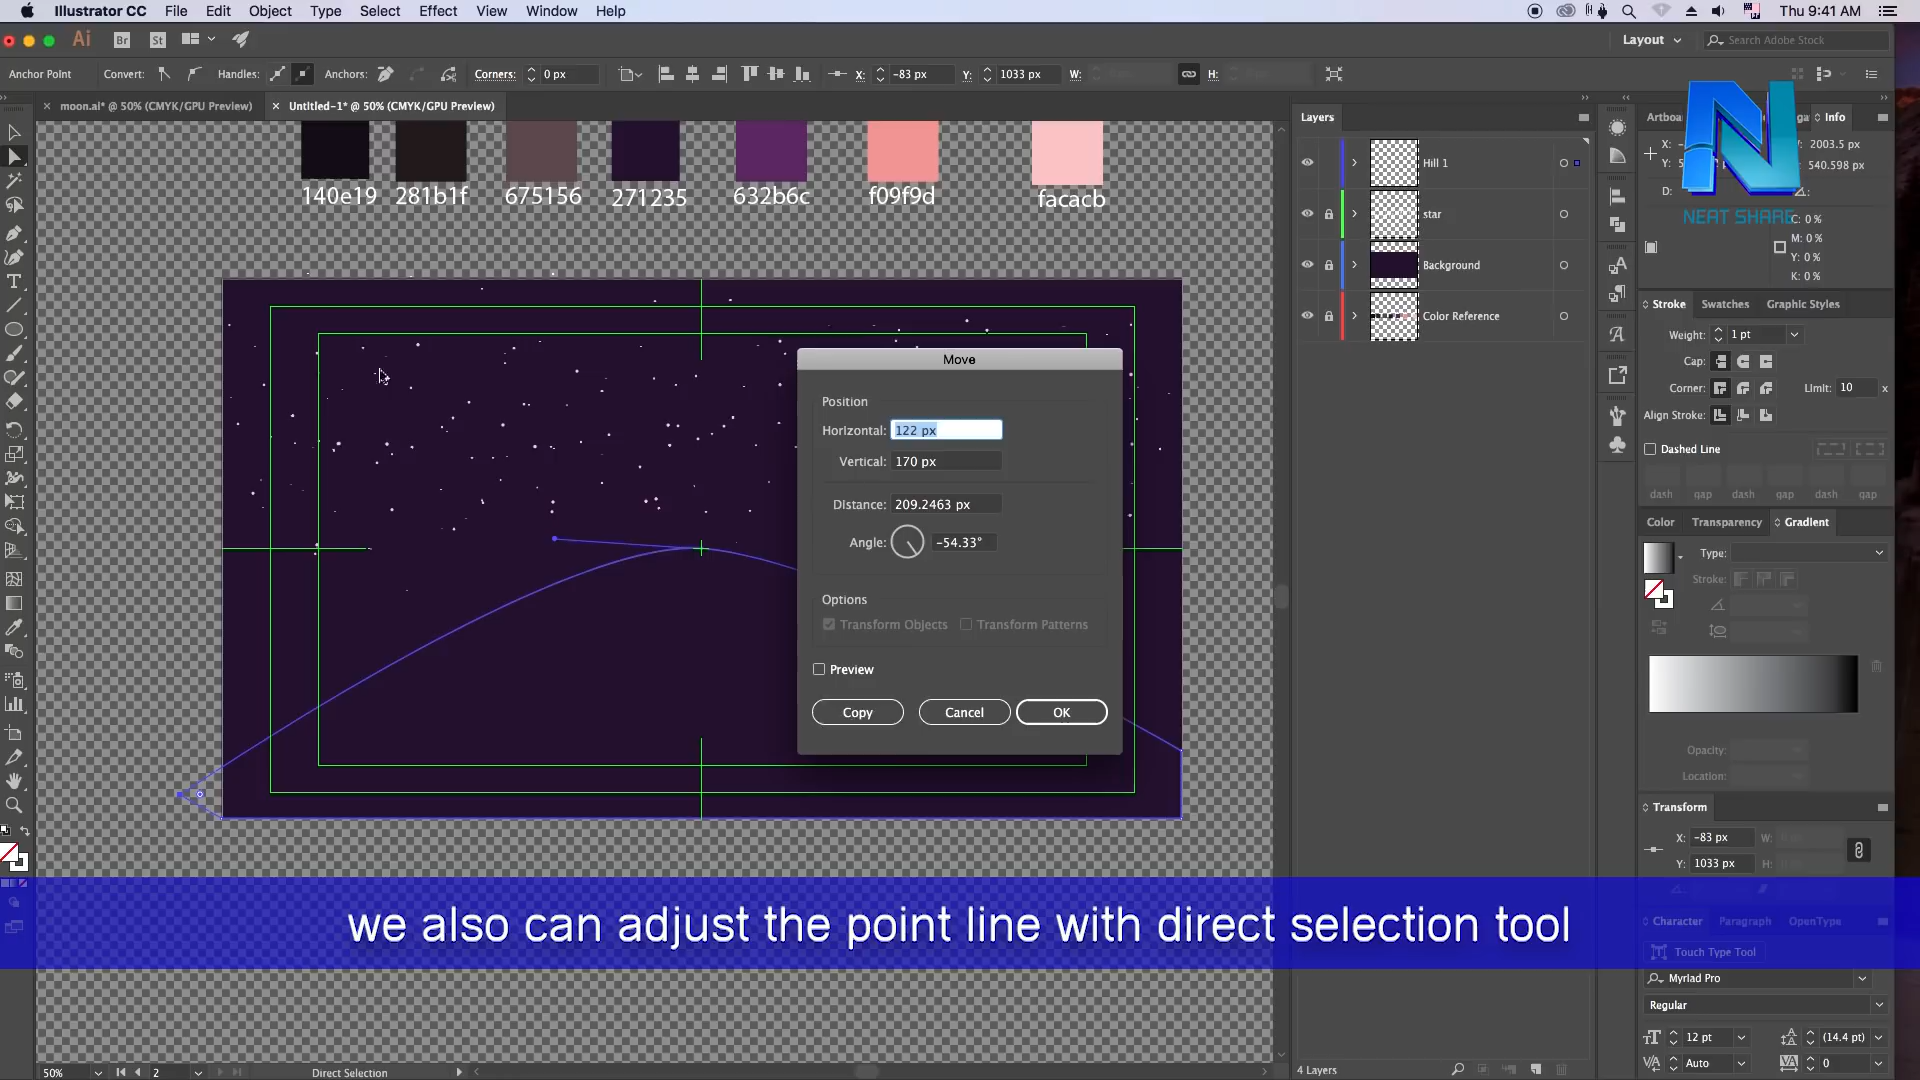 Illustrator CC File Edit Object Type Select Effect View Window Help Thu 9:41 AM
Ai Br St Layout Search Adobe Stock
Anchor Point Convert: Handles: Anchors: Corners: 0 px X: -83 px Y: 1033 px W: H:
moon.ai* @ 50% (CMYK/GPU Preview) Untitled-1* @ 50% (CMYK/GPU Preview)
140e19 281b1f 675156 271235 632b6c f09f9d facacb
Move
Position
Horizontal: 122 px
Vertical: 170 px
Distance: 209.2463 px
Angle: -54.33°
Options
Transform Objects Transform Patterns
Preview
Copy Cancel OK
Layers
Hill 1
star
Background
Color Reference
4 Layers
Info
2003.5 px
540.598 px
D:
NEAT SHARE
C: 0 %
M: 0 %
Y: 0 %
K: 0 %
Stroke Swatches Graphic Styles
Weight: 1 pt
Cap:
Corner: Limit: 10 x
Align Stroke:
Dashed Line
dash gap dash gap dash gap
Color Transparency Gradient
Type:
Stroke:
Opacity:
Location:
Transform
X: -83 px W:
Y: 1033 px H:
we also can adjust the point line with direct selection tool
Character Paragraph OpenType
Touch Type Tool
Myriad Pro
Regular
12 pt (14.4 pt)
Auto 0
50% 2 Direct Selection